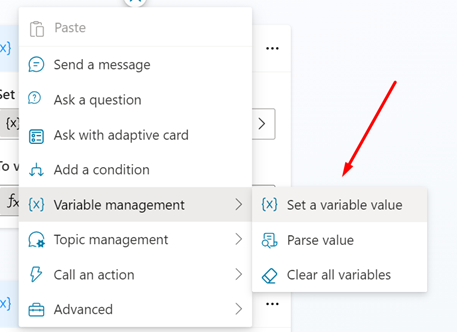 Paste
Send a message
Set
Ask a question
{x}
Ask with adaptive card
To v
Add a condition
fx
{x} Variable management
{x} Set a variable value
Topic management
Parse value
Call an action
Clear all variables
Advanced